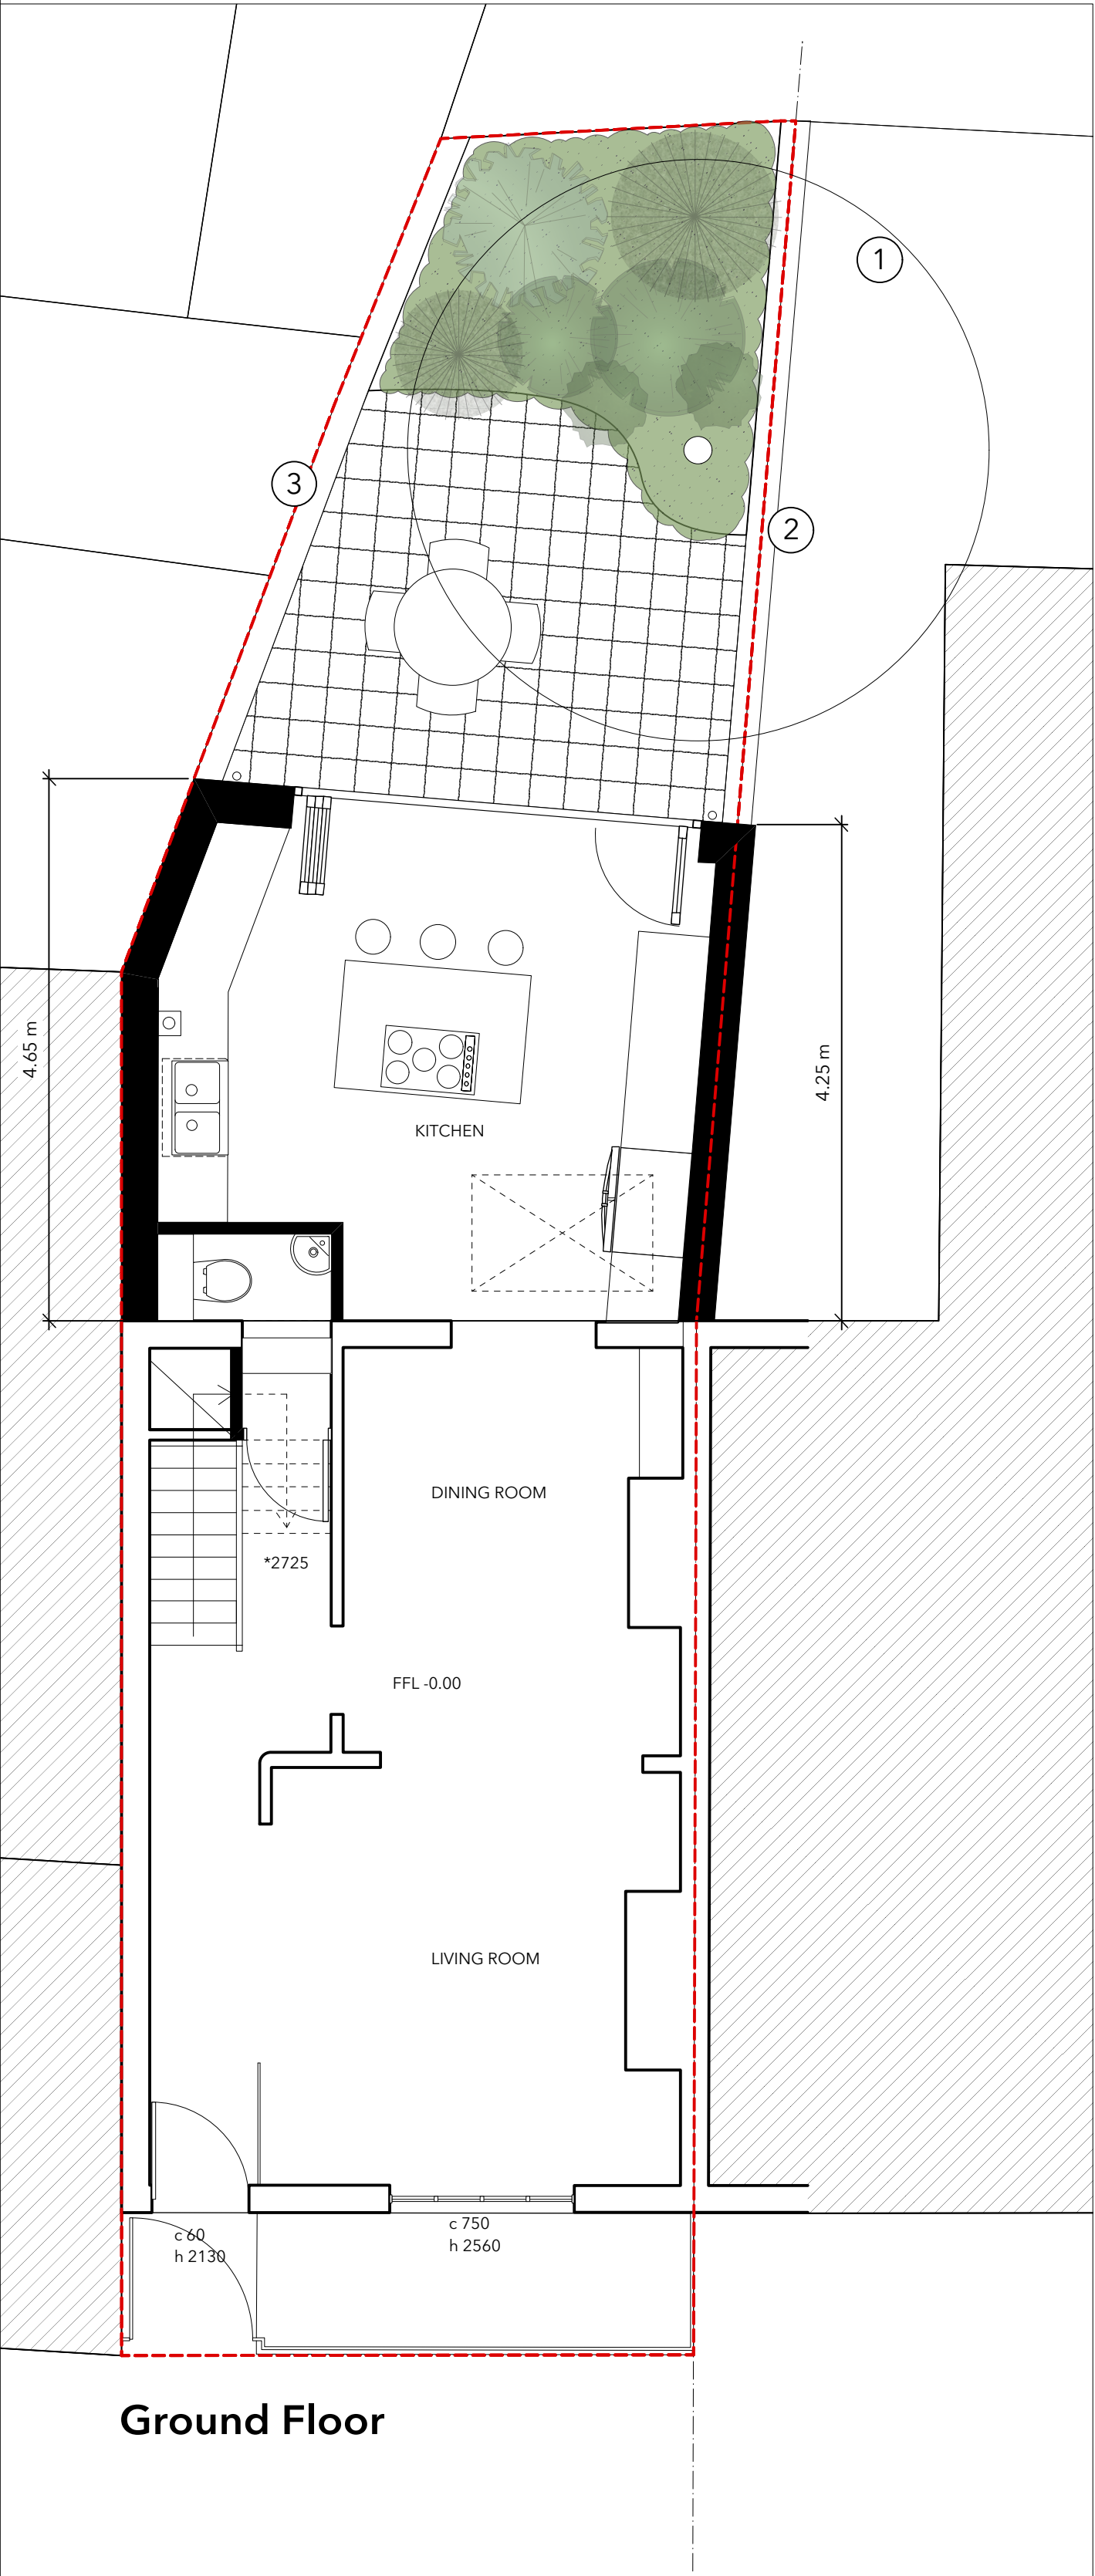 1
3
2
4.65 m
4.25 m
KITCHEN
DINING ROOM
*2725
FFL -0.00
LIVING ROOM
c 750
h 2560
c 60
h 2130
Ground Floor